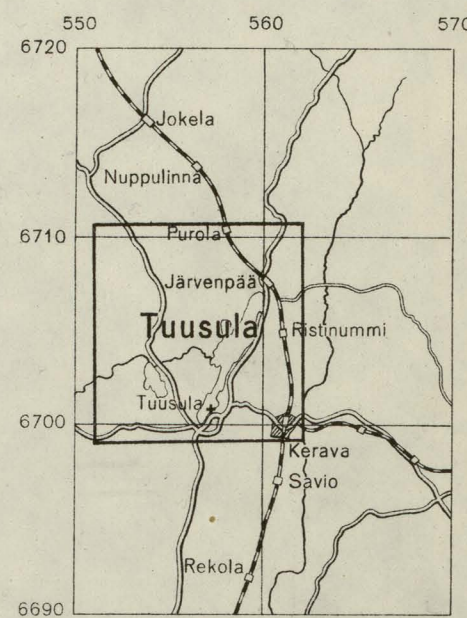 550 560 570
6720
Jokela
Nuppulinna
6710
Purola
Järvenpää
Tuusula
Ristinummi
Tuusula
6700
Kerava
Savio
Rekola
6690